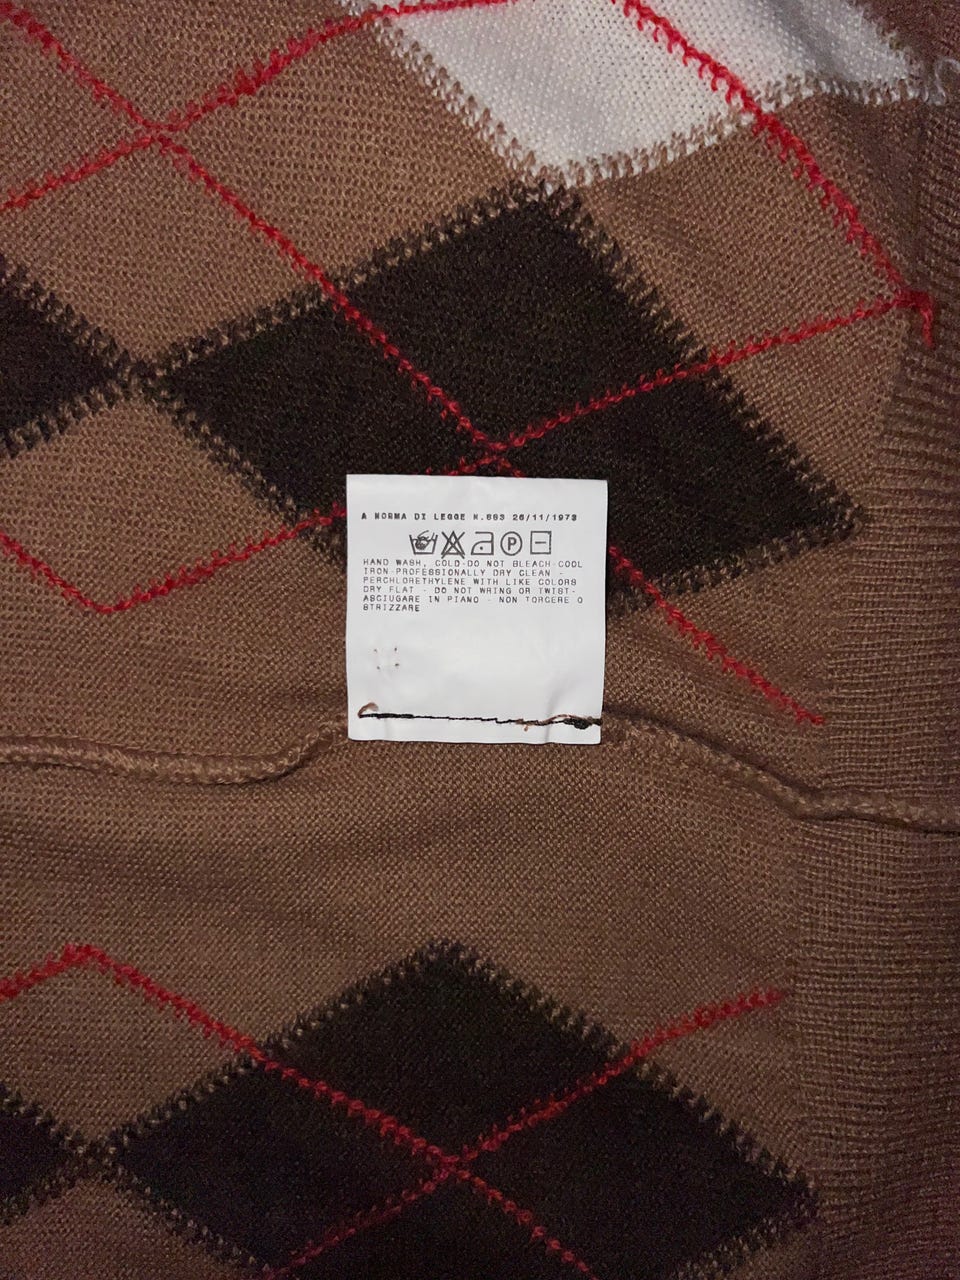 A NORMA DI LEGGE N.883 26/11/1973
P
HAND WASH, COLD-DO NOT BLEACH-COOL
IRON-PROFESSIONALLY DRY CLEAN -
PERCHLORETHYLENE WITH LIKE COLORS
DRY FLAT - DO NOT WRING OR TWIST-
ASCIUGARE IN PIANO - NON TORCERE O
STRIZZARE